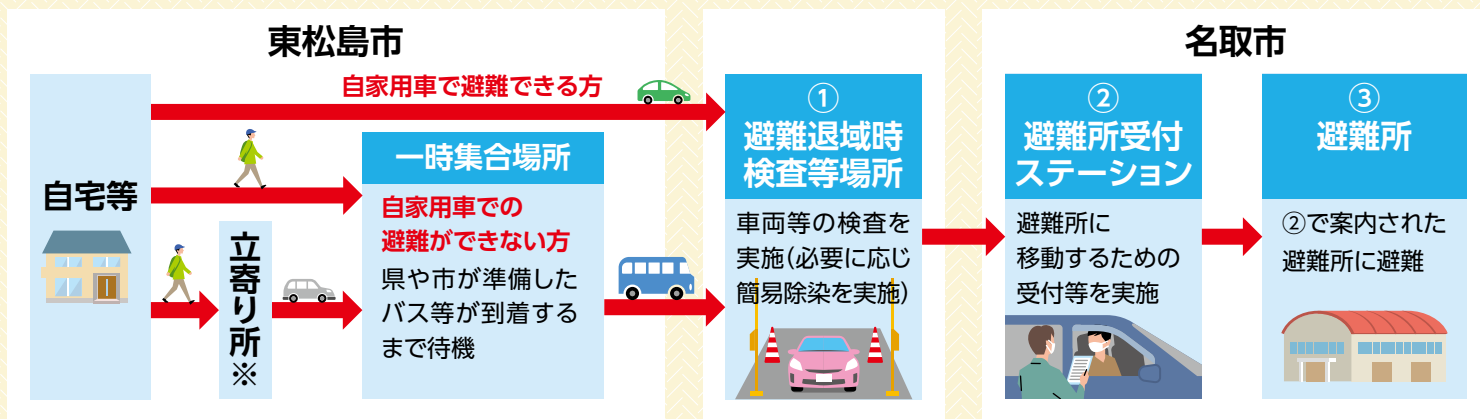 東松島市
自家用車で避難できる方
自宅等
立寄り所※
一時集合場所
自家用車での
避難ができない方
県や市が準備した
バス等が到着する
まで待機
①
避難退域時
検査等場所
車両等の検査を
実施(必要に応じ
簡易除染を実施)
名取市
②
避難所受付
ステーション
避難所に
移動するための
受付等を実施
③
避難所
②で案内された
避難所に避難